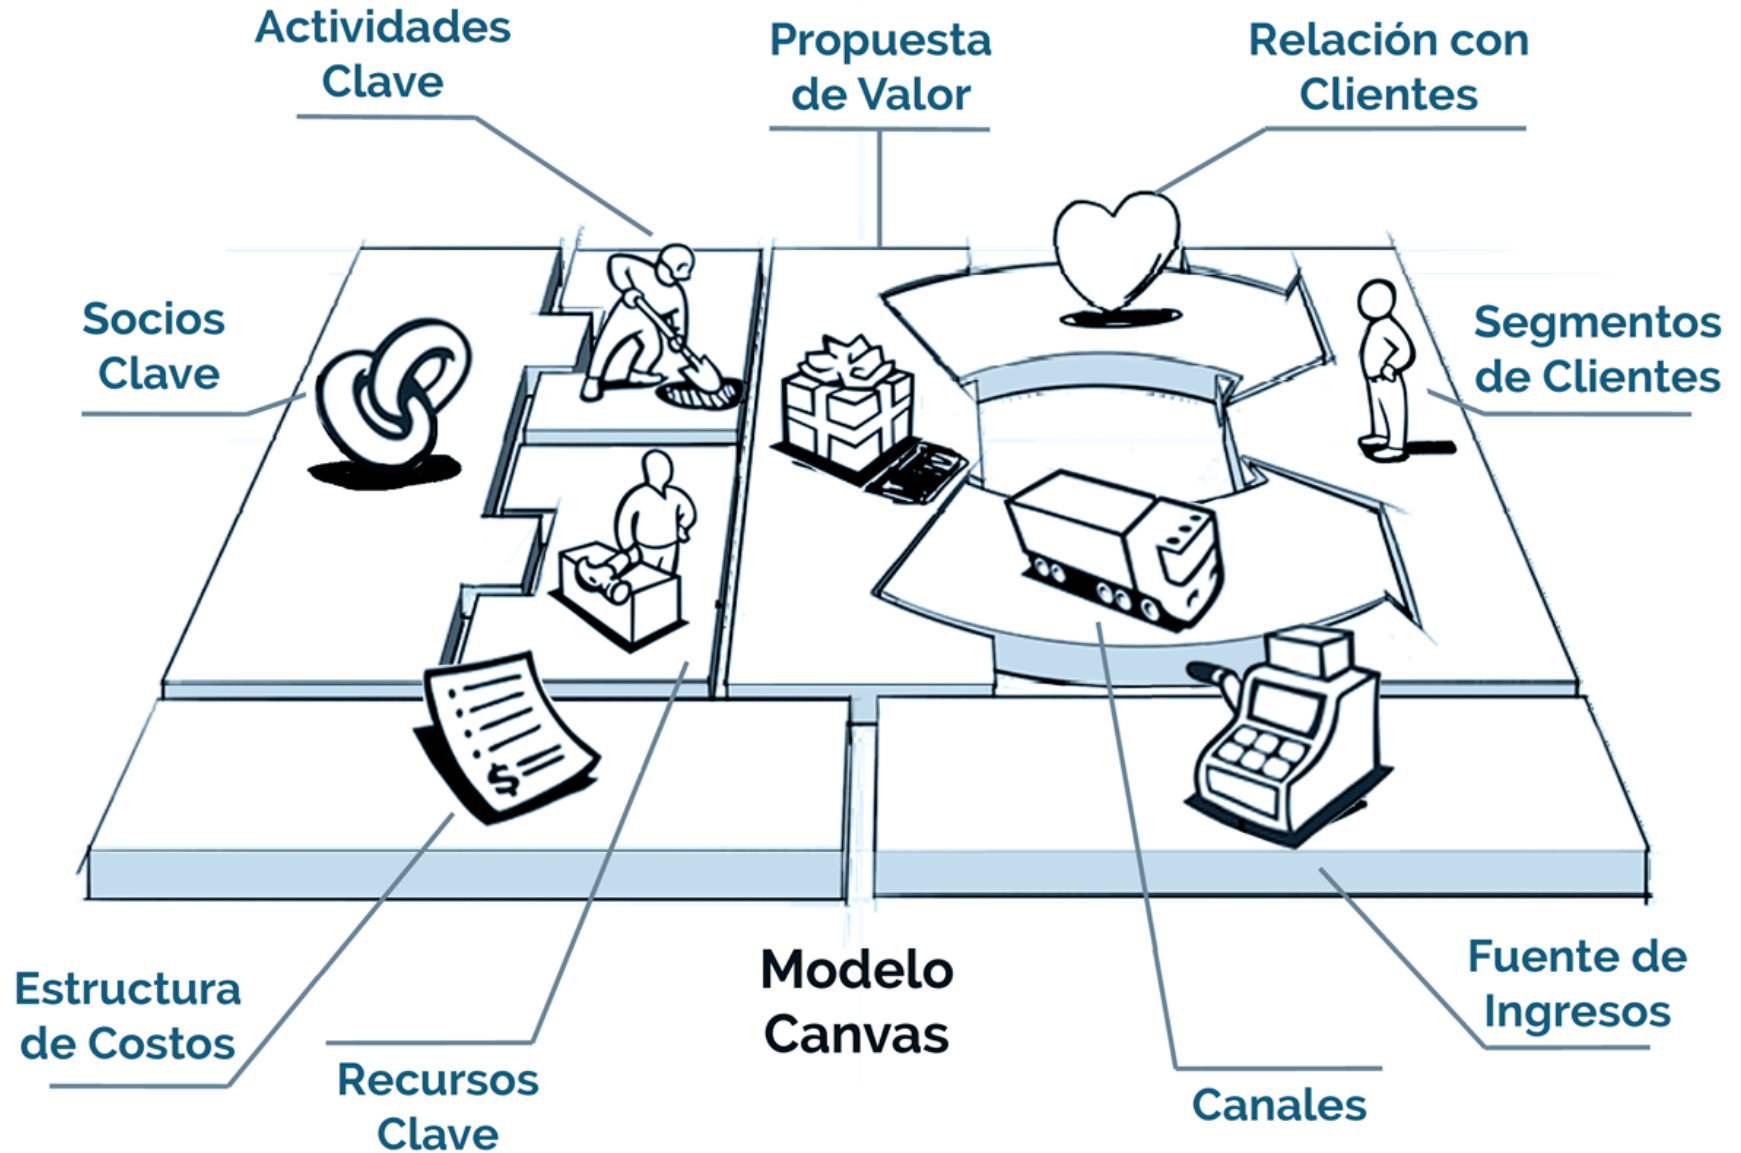 Actividades
Clave
Propuesta
de Valor
Relación con
Clientes
Socios
Clave
Segmentos
de Clientes
$
Estructura
de Costos
Recursos
Clave
Modelo
Canvas
Canales
Fuente de
Ingresos